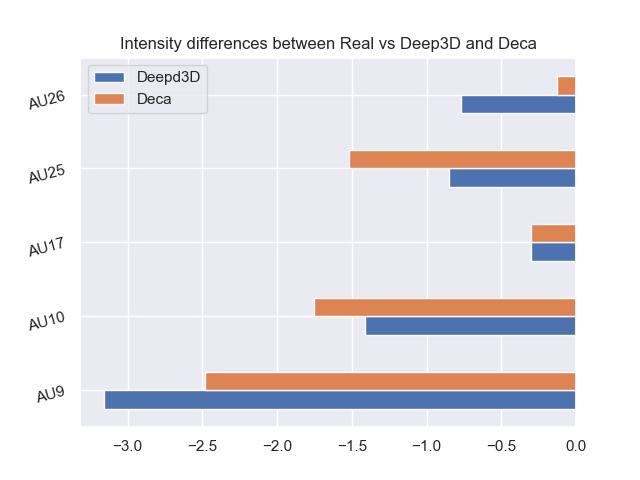 Intensity differences between Real vs Deep3D and Deca
Deepd3D
Deca
AU26
AU25
AU17
AU10
AU9
−3.0 −2.5 −2.0 −1.5 −1.0 −0.5 0.0